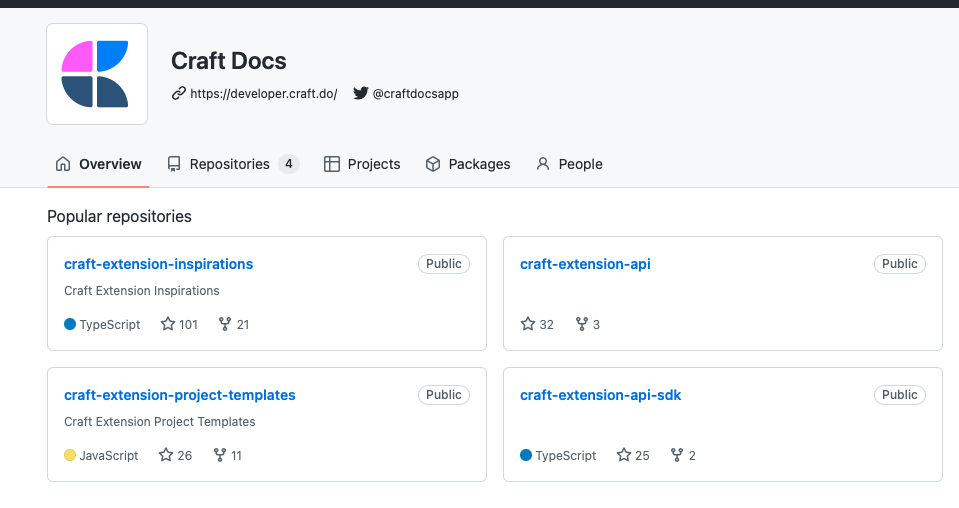 Craft Docs
https://developer.craft.do/ @craftdocsapp
Overview Repositories 4 Projects Packages People
Popular repositories
craft-extension-inspirations Public
Craft Extension Inspirations
TypeScript 101 21
craft-extension-api Public
32 3
craft-extension-project-templates Public
Craft Extension Project Templates
JavaScript 26 11
craft-extension-api-sdk Public
TypeScript 25 2